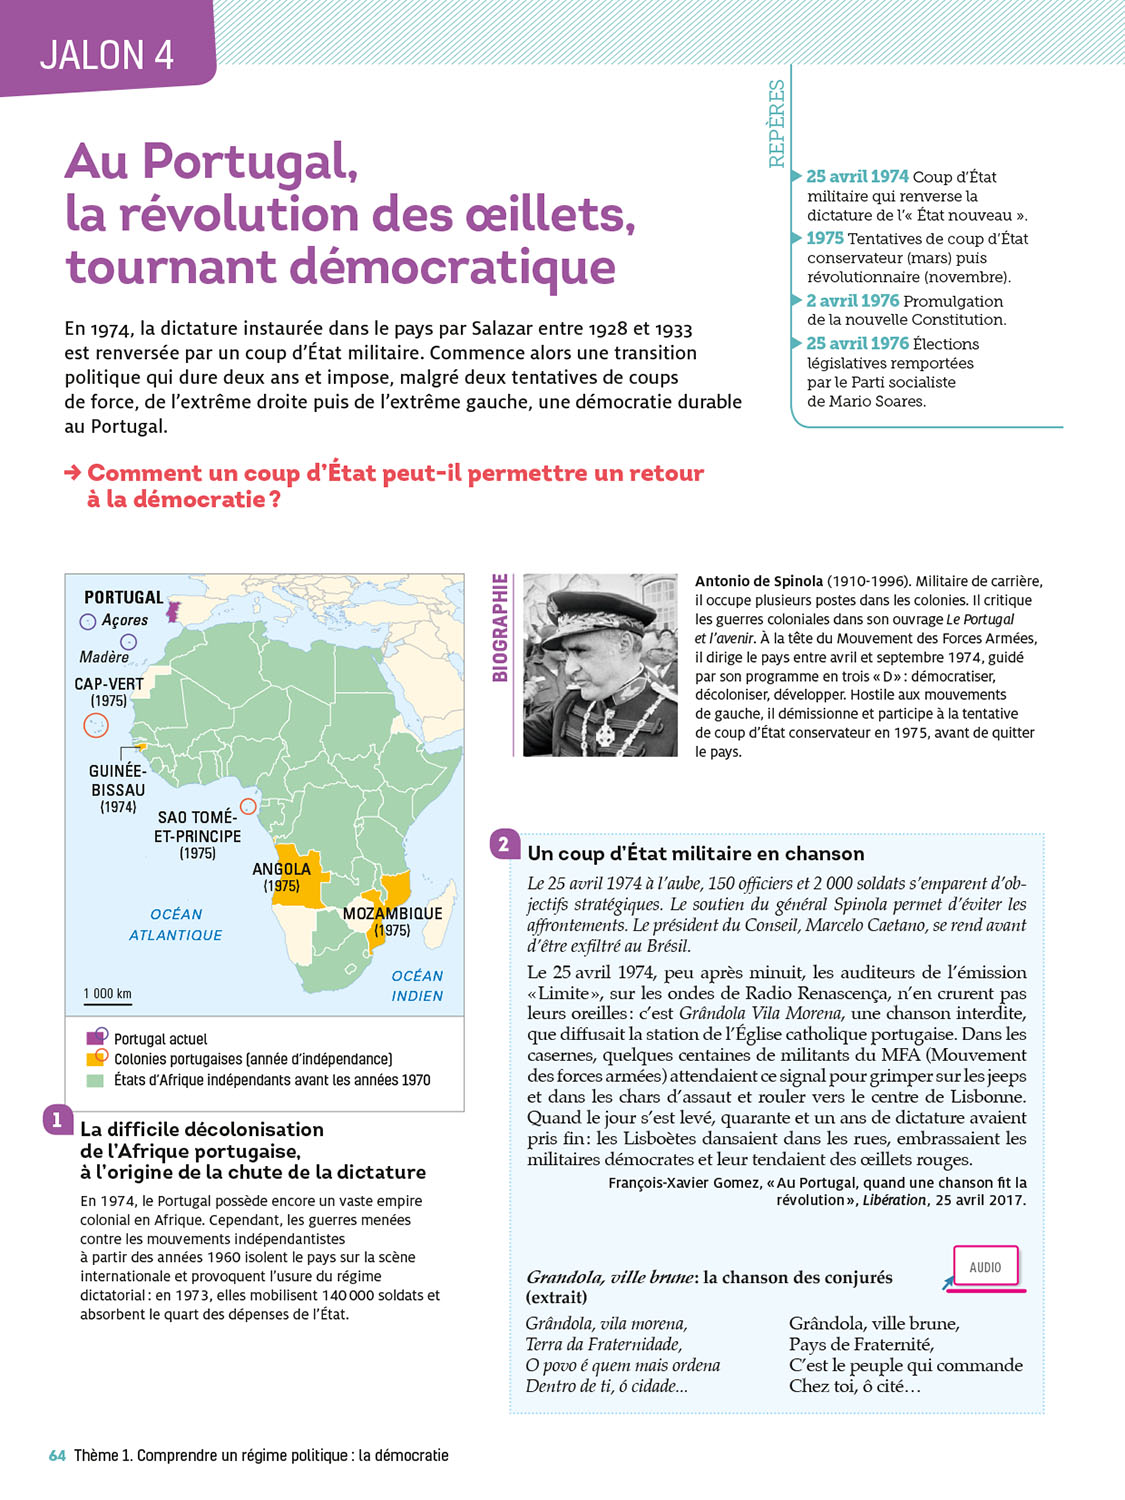 JALON 4
Au Portugal,
la révolution des œillets,
tournant démocratique
En 1974, la dictature instaurée dans le pays par Salazar entre 1928 et 1933
est renversée par un coup d’État militaire. Commence alors une transition
politique qui dure deux ans et impose, malgré deux tentatives de coups
de force, de l’extrême droite puis de l’extrême gauche, une démocratie durable
au Portugal.
→ Comment un coup d’État peut-il permettre un retour
à la démocratie ?
REPÈRES
25 avril 1974 Coup d’État
militaire qui renverse la
dictature de l’« État nouveau ».
1975 Tentatives de coup d’État
conservateur (mars) puis
révolutionnaire (novembre).
2 avril 1976 Promulgation
de la nouvelle Constitution.
25 avril 1976 Élections
législatives remportées
par le Parti socialiste
de Mario Soares.
PORTUGAL
Açores
Madère
CAP-VERT
(1975)
GUINÉE-
BISSAU
(1974)
SAO TOMÉ-
ET-PRINCIPE
(1975)
ANGOLA
(1975)
MOZAMBIQUE
(1975)
OCÉAN
ATLANTIQUE
OCÉAN
INDIEN
1 000 km
Portugal actuel
Colonies portugaises (année d’indépendance)
États d’Afrique indépendants avant les années 1970
1
La difficile décolonisation
de l’Afrique portugaise,
à l’origine de la chute de la dictature
En 1974, le Portugal possède encore un vaste empire
colonial en Afrique. Cependant, les guerres menées
contre les mouvements indépendantistes
à partir des années 1960 isolent le pays sur la scène
internationale et provoquent l’usure du régime
dictatorial : en 1973, elles mobilisent 140 000 soldats et
absorbent le quart des dépenses de l’État.
BIOGRAPHIE
Antonio de Spinola (1910-1996). Militaire de carrière,
il occupe plusieurs postes dans les colonies. Il critique
les guerres coloniales dans son ouvrage Le Portugal
et l’avenir. À la tête du Mouvement des Forces Armées,
il dirige le pays entre avril et septembre 1974, guidé
par son programme en trois « D » : démocratiser,
décoloniser, développer. Hostile aux mouvements
de gauche, il démissionne et participe à la tentative
de coup d’État conservateur en 1975, avant de quitter
le pays.
2
Un coup d’État militaire en chanson
Le 25 avril 1974 à l’aube, 150 officiers et 2 000 soldats s’emparent d’ob-
jectifs stratégiques. Le soutien du général Spinola permet d’éviter les
affrontements. Le président du Conseil, Marcelo Caetano, se rend avant
d’être exfiltré au Brésil.
Le 25 avril 1974, peu après minuit, les auditeurs de l’émission
« Limite », sur les ondes de Radio Renascença, n’en crurent pas
leurs oreilles : c’est Grândola Vila Morena, une chanson interdite,
que diffusait la station de l’Église catholique portugaise. Dans les
casernes, quelques centaines de militants du MFA (Mouvement
des forces armées) attendaient ce signal pour grimper sur les jeeps
et dans les chars d’assaut et rouler vers le centre de Lisbonne.
Quand le jour s’est levé, quarante et un ans de dictature avaient
pris fin : les Lisboètes dansaient dans les rues, embrassaient les
militaires démocrates et leur tendaient des œillets rouges.
François-Xavier Gomez, « Au Portugal, quand une chanson fit la
révolution », Libération, 25 avril 2017.
AUDIO
Grandola, ville brune : la chanson des conjurés
(extrait)
Grândola, vila morena,
Terra da Fraternidade,
O povo é quem mais ordena
Dentro de ti, ó cidade...
Grândola, ville brune,
Pays de Fraternité,
C’est le peuple qui commande
Chez toi, ô cité…
64 Thème 1. Comprendre un régime politique : la démocratie